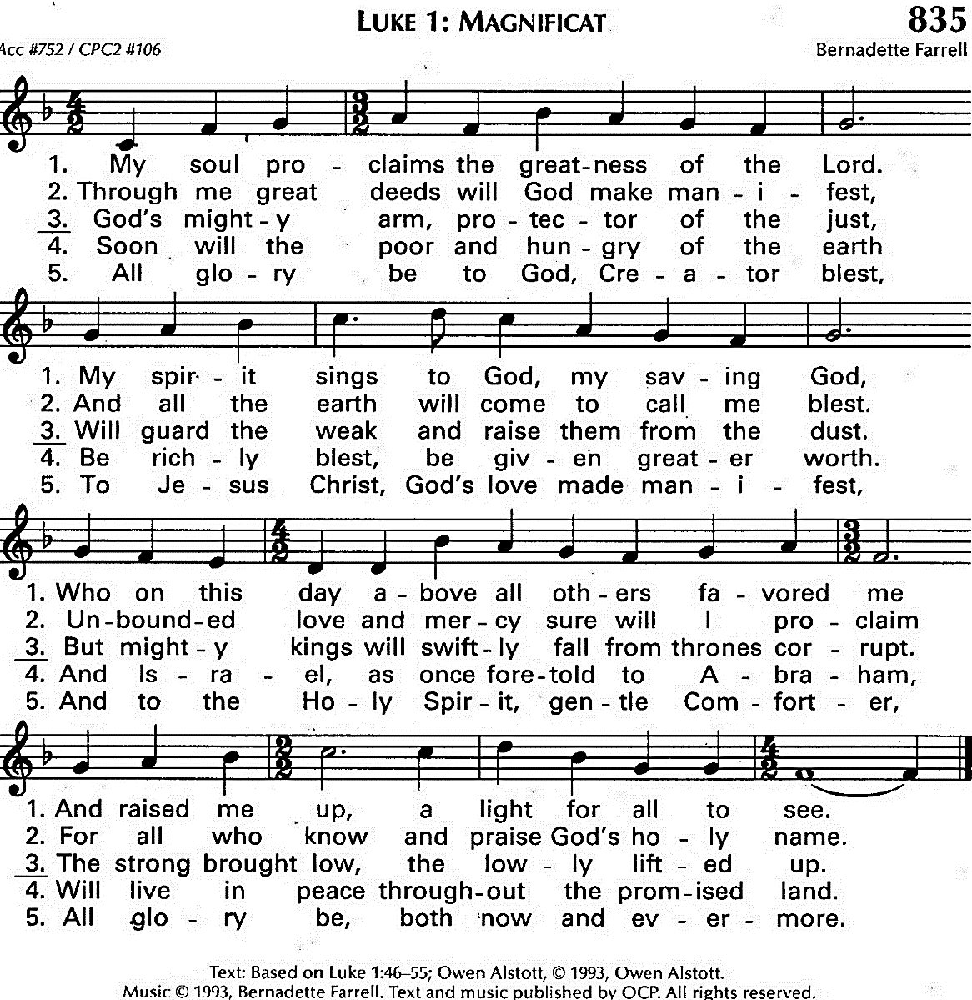 LUKE 1: MAGNIFICAT
835
Acc #752 / CPC2 #106
Bernadette Farrell
4 2
3 2
1. My soul pro - claims the great-ness of the Lord.
2. Through me great deeds will God make man - i - fest,
3. God's might - y arm, pro - tec - tor of the just,
4. Soon will the poor and hun - gry of the earth
5. All glo - ry be to God, Cre - a - tor blest,
1. My spir - it sings to God, my sav - ing God,
2. And all the earth will come to call me blest.
3. Will guard the weak and raise them from the dust.
4. Be rich - ly blest, be giv - en great - er worth.
5. To Je - sus Christ, God's love made man - i - fest,
4 2
3 2
1. Who on this day a - bove all oth - ers fa - vored me
2. Un-bound-ed love and mer - cy sure will I pro - claim
3. But might - y kings will swift - ly fall from thrones cor - rupt.
4. And Is - ra - el, as once fore-told to A - bra - ham,
5. And to the Ho - ly Spir - it, gen - tle Com - fort - er,
2 2
4 2
1. And raised me up, a light for all to see.
2. For all who know and praise God's ho - ly name.
3. The strong brought low, the low - ly lift - ed up.
4. Will live in peace through-out the prom-ised land.
5. All glo - ry be, both now and ev - er - more.
Text: Based on Luke 1:46–55; Owen Alstott, © 1993, Owen Alstott.
Music © 1993, Bernadette Farrell. Text and music published by OCP. All rights reserved.